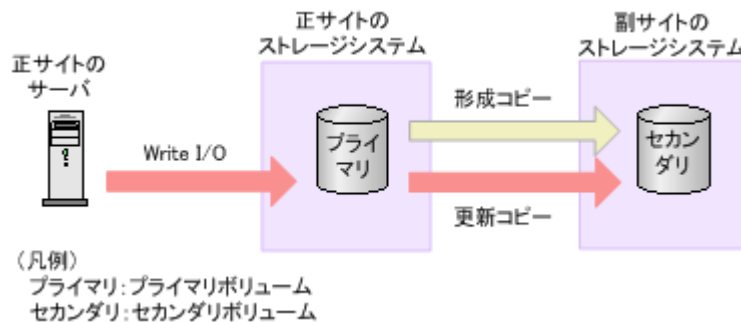 正サイトの
サーバ
Write I/O
正サイトの
ストレージシステム
プライ
マリ
形成コピー
更新コピー
副サイトの
ストレージシステム
セカン
ダリ
(凡例)
プライマリ:プライマリボリューム
セカンダリ:セカンダリボリューム